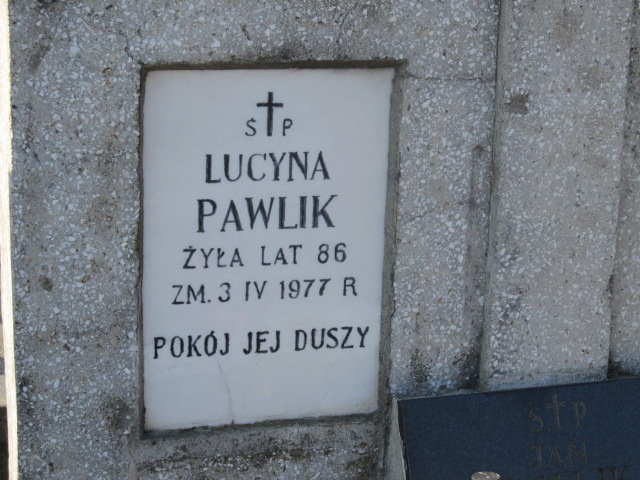 Ś † P
LUCYNA
PAWLIK
ŻYŁA LAT 86
ZM. 3 IV 1977 R
POKÓJ JEJ DUSZY
Ś † P
JAN